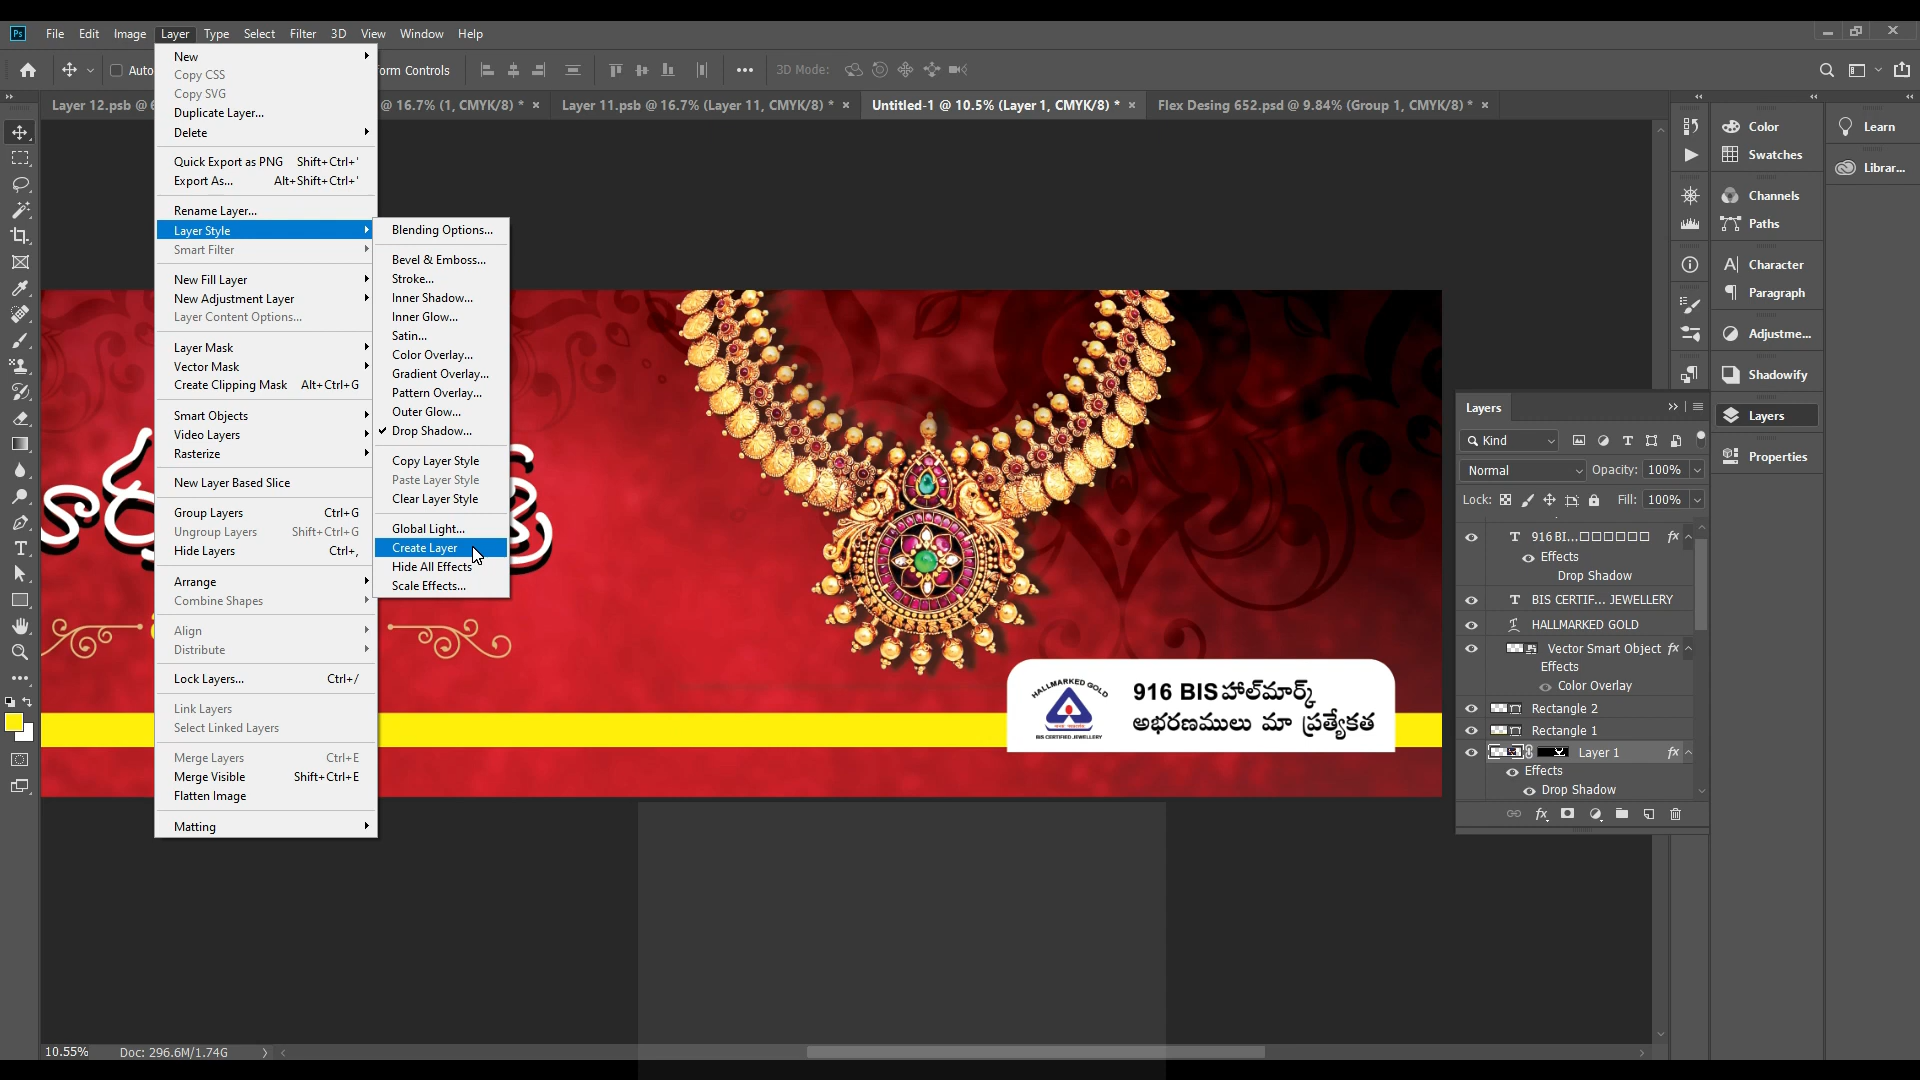 Ps File Edit Image Layer Type Select Filter 3D View Window Help
Auto
orm Controls
3D Mode:
Layer 12.psb @ 6
@ 16.7% (1, CMYK/8) * ×
Layer 11.psb @ 16.7% (Layer 11, CMYK/8) * ×
Untitled-1 @ 10.5% (Layer 1, CMYK/8) * ×
Flex Desing 652.psd @ 9.84% (Group 1, CMYK/8) * ×
New
Copy CSS
Copy SVG
Duplicate Layer...
Delete
Quick Export as PNG Shift+Ctrl+'
Export As... Alt+Shift+Ctrl+'
Rename Layer...
Layer Style
Smart Filter
New Fill Layer
New Adjustment Layer
Layer Content Options...
Layer Mask
Vector Mask
Create Clipping Mask Alt+Ctrl+G
Smart Objects
Video Layers
Rasterize
New Layer Based Slice
Group Layers Ctrl+G
Ungroup Layers Shift+Ctrl+G
Hide Layers Ctrl+,
Arrange
Combine Shapes
Align
Distribute
Lock Layers... Ctrl+/
Link Layers
Select Linked Layers
Merge Layers Ctrl+E
Merge Visible Shift+Ctrl+E
Flatten Image
Matting
Blending Options...
Bevel & Emboss...
Stroke...
Inner Shadow...
Inner Glow...
Satin...
Color Overlay...
Gradient Overlay...
Pattern Overlay...
Outer Glow...
Drop Shadow...
Copy Layer Style
Paste Layer Style
Clear Layer Style
Global Light...
Create Layer
Hide All Effects
Scale Effects...
HALLMARKED GOLD
BIS CERTIFIED JEWELLERY
916 BIS హాల్‌మార్క్
అభరణములు మా ప్రత్యేకత
Color
Swatches
Channels
Paths
Character
Paragraph
Adjustme...
Shadowify
Layers
Properties
Learn
Librar...
Layers
Kind
Normal Opacity: 100%
Lock: Fill: 100%
916 BI...□□□□□□ fx
Effects
Drop Shadow
BIS CERTIF... JEWELLERY
HALLMARKED GOLD
Vector Smart Object fx
Effects
Color Overlay
Rectangle 2
Rectangle 1
Layer 1 fx
Effects
Drop Shadow
10.55% Doc: 296.6M/1.74G